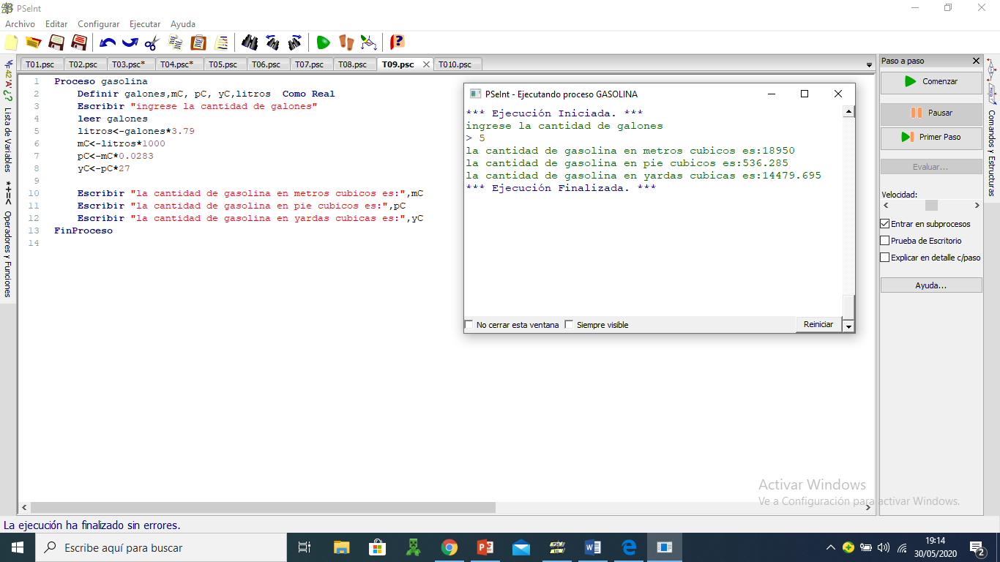 PSeInt
Archivo Editar Configurar Ejecutar Ayuda
T01.psc T02.psc T03.psc* T04.psc* T05.psc T06.psc T07.psc T08.psc T09.psc T010.psc
1 Proceso gasolina
2 Definir galones,mC, pC, yC,litros Como Real
3 Escribir "ingrese la cantidad de galones"
4 leer galones
5 litros<-galones*3.79
6 mC<-litros*1000
7 pC<-mC*0.0283
8 yC<-pC*27
9
10 Escribir "la cantidad de gasolina en metros cubicos es:",mC
11 Escribir "la cantidad de gasolina en pie cubicos es:",pC
12 Escribir "la cantidad de gasolina en yardas cubicas es:",yC
13 FinProceso
14
Lista de Variables
*+=< Operadores y Funciones
PSeInt - Ejecutando proceso GASOLINA
*** Ejecución Iniciada. ***
ingrese la cantidad de galones
> 5
la cantidad de gasolina en metros cubicos es:18950
la cantidad de gasolina en pie cubicos es:536.285
la cantidad de gasolina en yardas cubicas es:14479.695
*** Ejecución Finalizada. ***
No cerrar esta ventana Siempre visible Reiniciar
Paso a paso
Comenzar
Pausar
Primer Paso
Evaluar...
Velocidad:
Entrar en subprocesos
Prueba de Escritorio
Explicar en detalle c/paso
Ayuda...
Comandos y Estructuras
Activar Windows
Ve a Configuración para activar Windows.
La ejecución ha finalizado sin errores.
Escribe aquí para buscar
19:14
30/05/2020
2